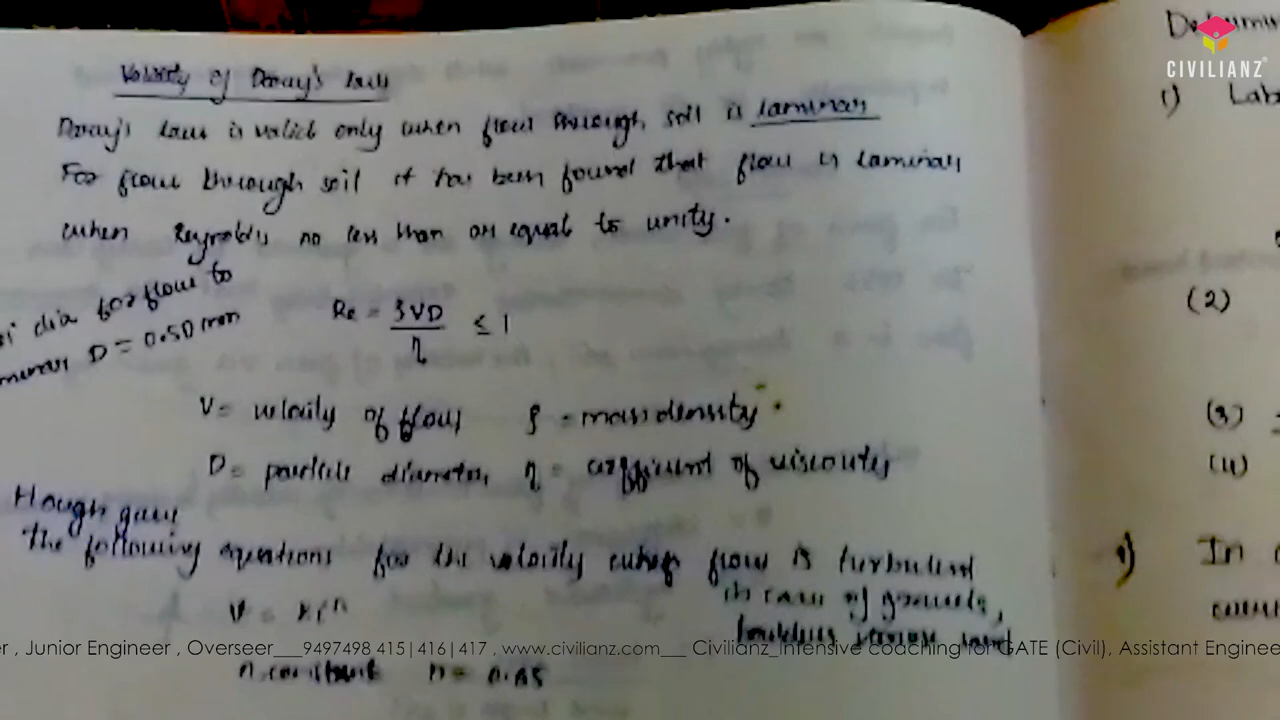 Validity of Darcy's law
Darcy's law is valid only when flow through soil is laminar
For flow through soil it has been found that flow is laminar
when Reynolds no less than or equal to unity.
dia for flow to
D = 0.50 mm
Re = ρVD / η ≤ 1
V = velocity of flow ρ = mass density.
D = particle diameter, η = coefficient of viscosity
Hough gave
the following equations for the velocity when flow is turbulent
in case of gravels,
V = ki^n
n constant n = 0.65
1) Lab
(2)
(3)
(4)
In
CIVILIANZ
r , Junior Engineer , Overseer___9497498 415|416|417 , www.civilianz.com___ Civilianz_Intensive coaching for GATE (Civil), Assistant Enginee